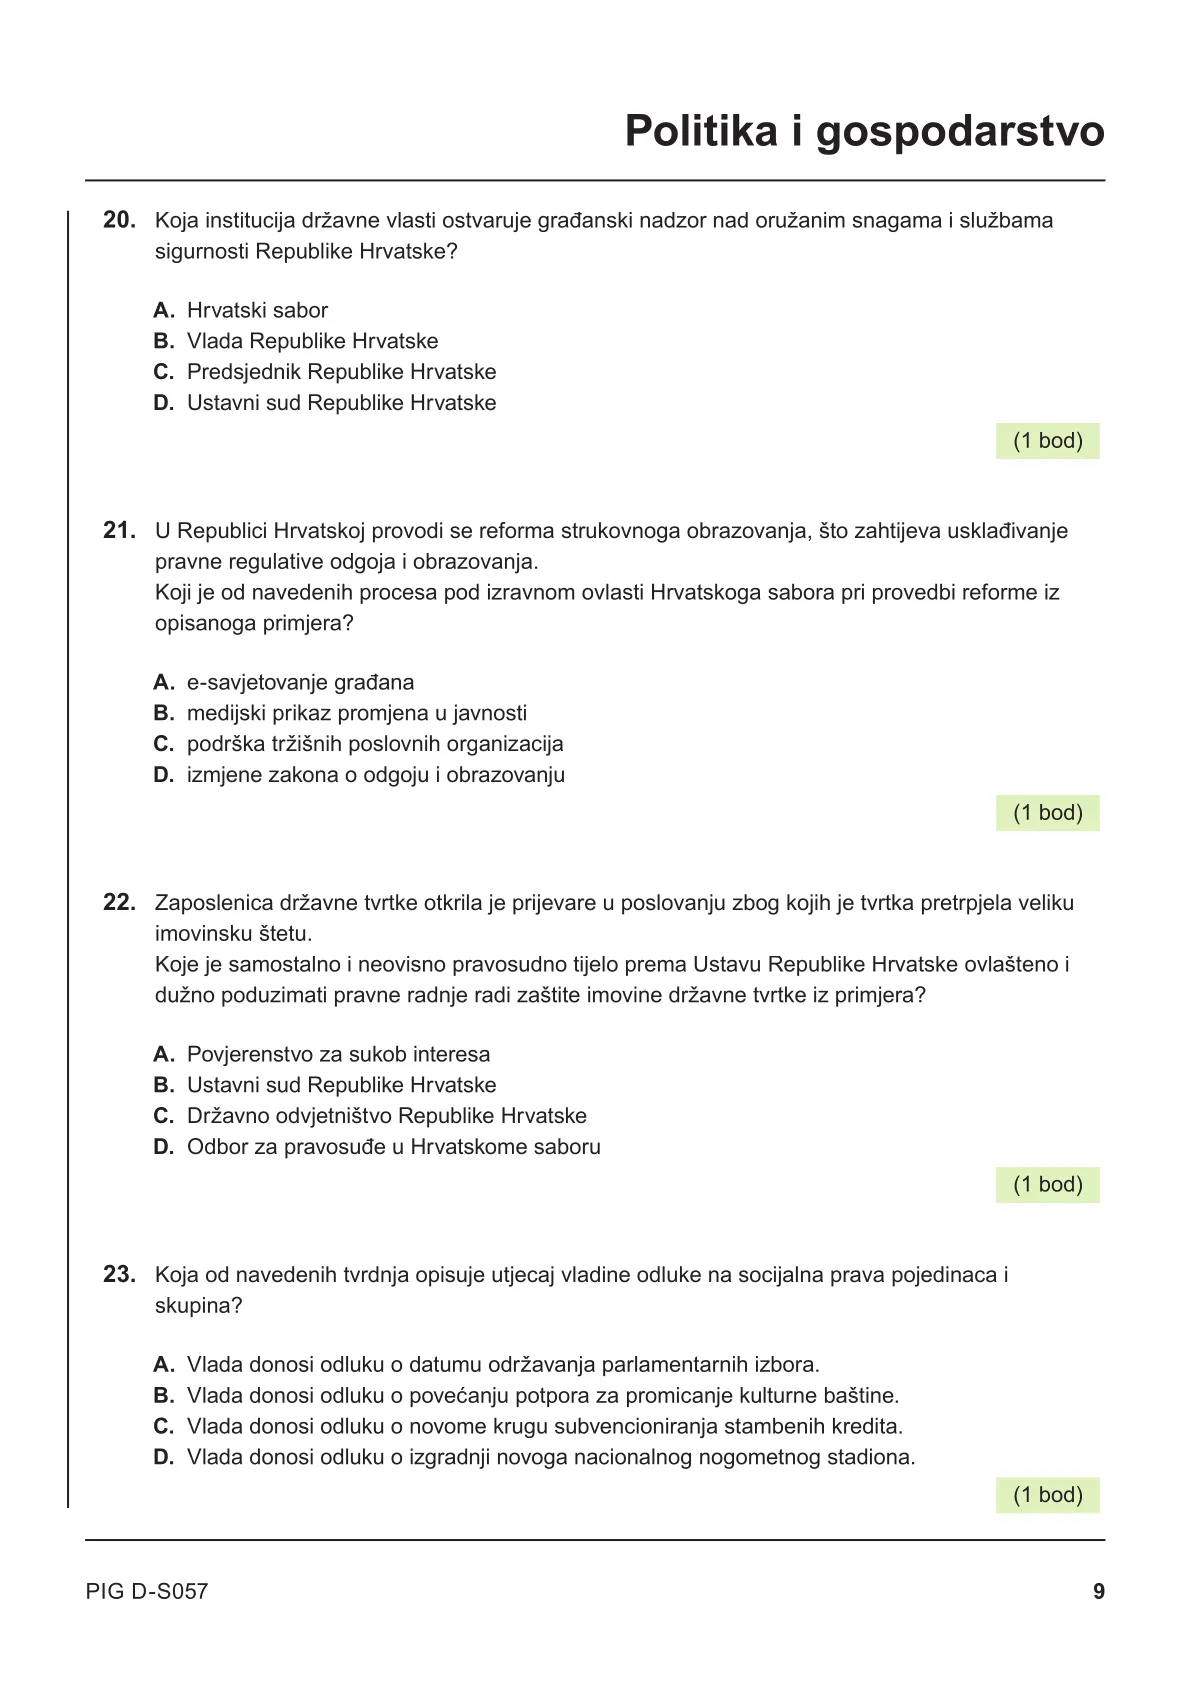 Politika i gospodarstvo
20. Koja institucija državne vlasti ostvaruje građanski nadzor nad oružanim snagama i službama
sigurnosti Republike Hrvatske?
A. Hrvatski sabor
B. Vlada Republike Hrvatske
C. Predsjednik Republike Hrvatske
D. Ustavni sud Republike Hrvatske
(1 bod)
21. U Republici Hrvatskoj provodi se reforma strukovnoga obrazovanja, što zahtijeva usklađivanje
pravne regulative odgoja i obrazovanja.
Koji je od navedenih procesa pod izravnom ovlasti Hrvatskoga sabora pri provedbi reforme iz
opisanoga primjera?
A. e-savjetovanje građana
B. medijski prikaz promjena u javnosti
C. podrška tržišnih poslovnih organizacija
D. izmjene zakona o odgoju i obrazovanju
(1 bod)
22. Zaposlenica državne tvrtke otkrila je prijevare u poslovanju zbog kojih je tvrtka pretrpjela veliku
imovinsku štetu.
Koje je samostalno i neovisno pravosudno tijelo prema Ustavu Republike Hrvatske ovlašteno i
dužno poduzimati pravne radnje radi zaštite imovine državne tvrtke iz primjera?
A. Povjerenstvo za sukob interesa
B. Ustavni sud Republike Hrvatske
C. Državno odvjetništvo Republike Hrvatske
D. Odbor za pravosuđe u Hrvatskome saboru
(1 bod)
23. Koja od navedenih tvrdnja opisuje utjecaj vladine odluke na socijalna prava pojedinaca i
skupina?
A. Vlada donosi odluku o datumu održavanja parlamentarnih izbora.
B. Vlada donosi odluku o povećanju potpora za promicanje kulturne baštine.
C. Vlada donosi odluku o novome krugu subvencioniranja stambenih kredita.
D. Vlada donosi odluku o izgradnji novoga nacionalnog nogometnog stadiona.
(1 bod)
PIG D-S057
9